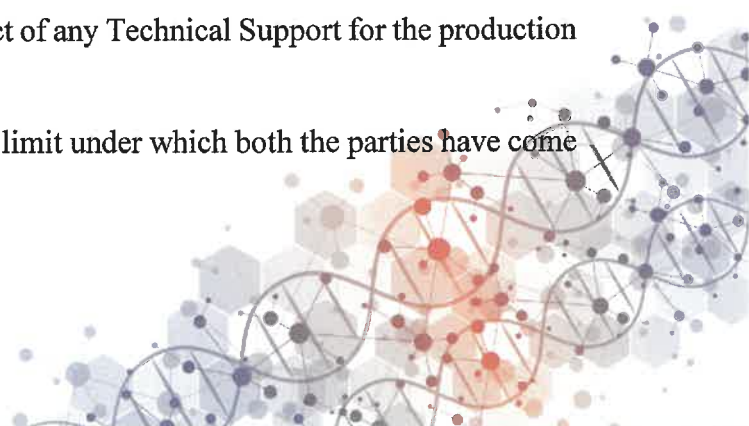 ct of any Technical Support for the production
limit under which both the parties have come